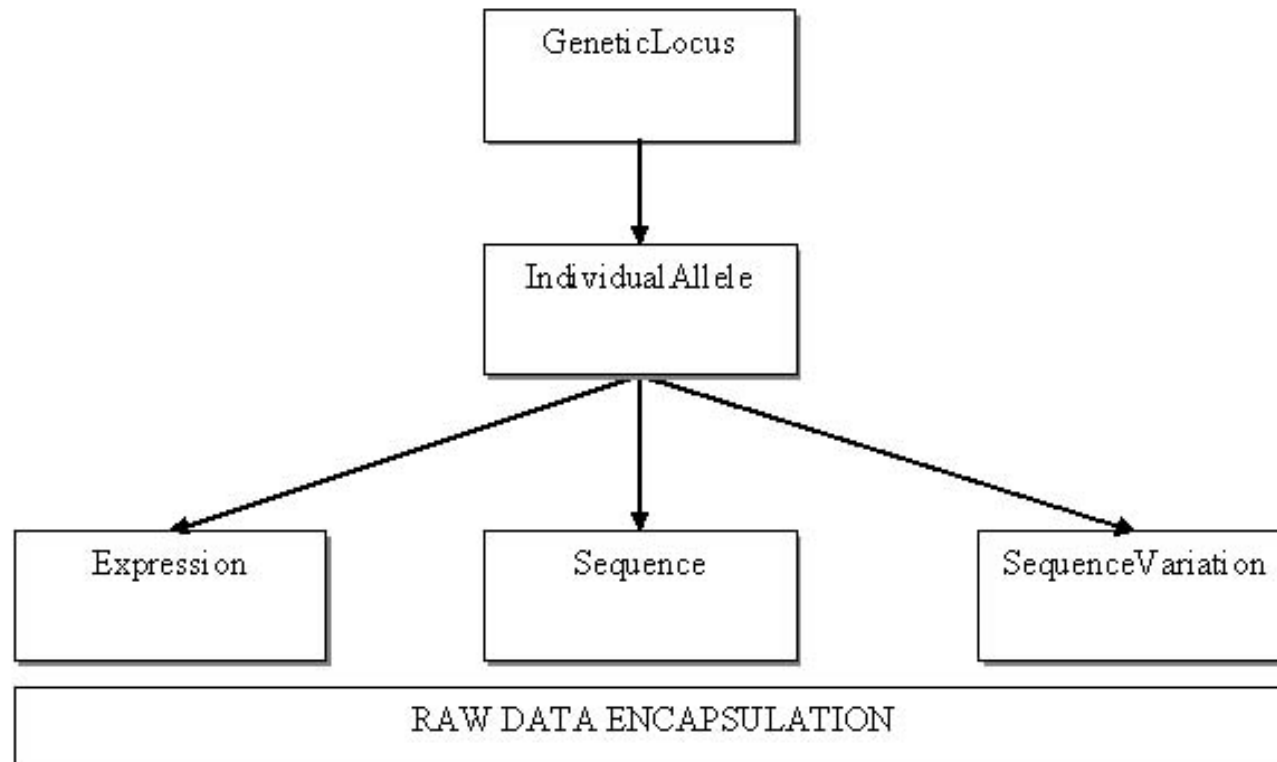 GeneticLocus
IndividualAllele
Expression
Sequence
SequenceVariation
RAW DATA ENCAPSULATION